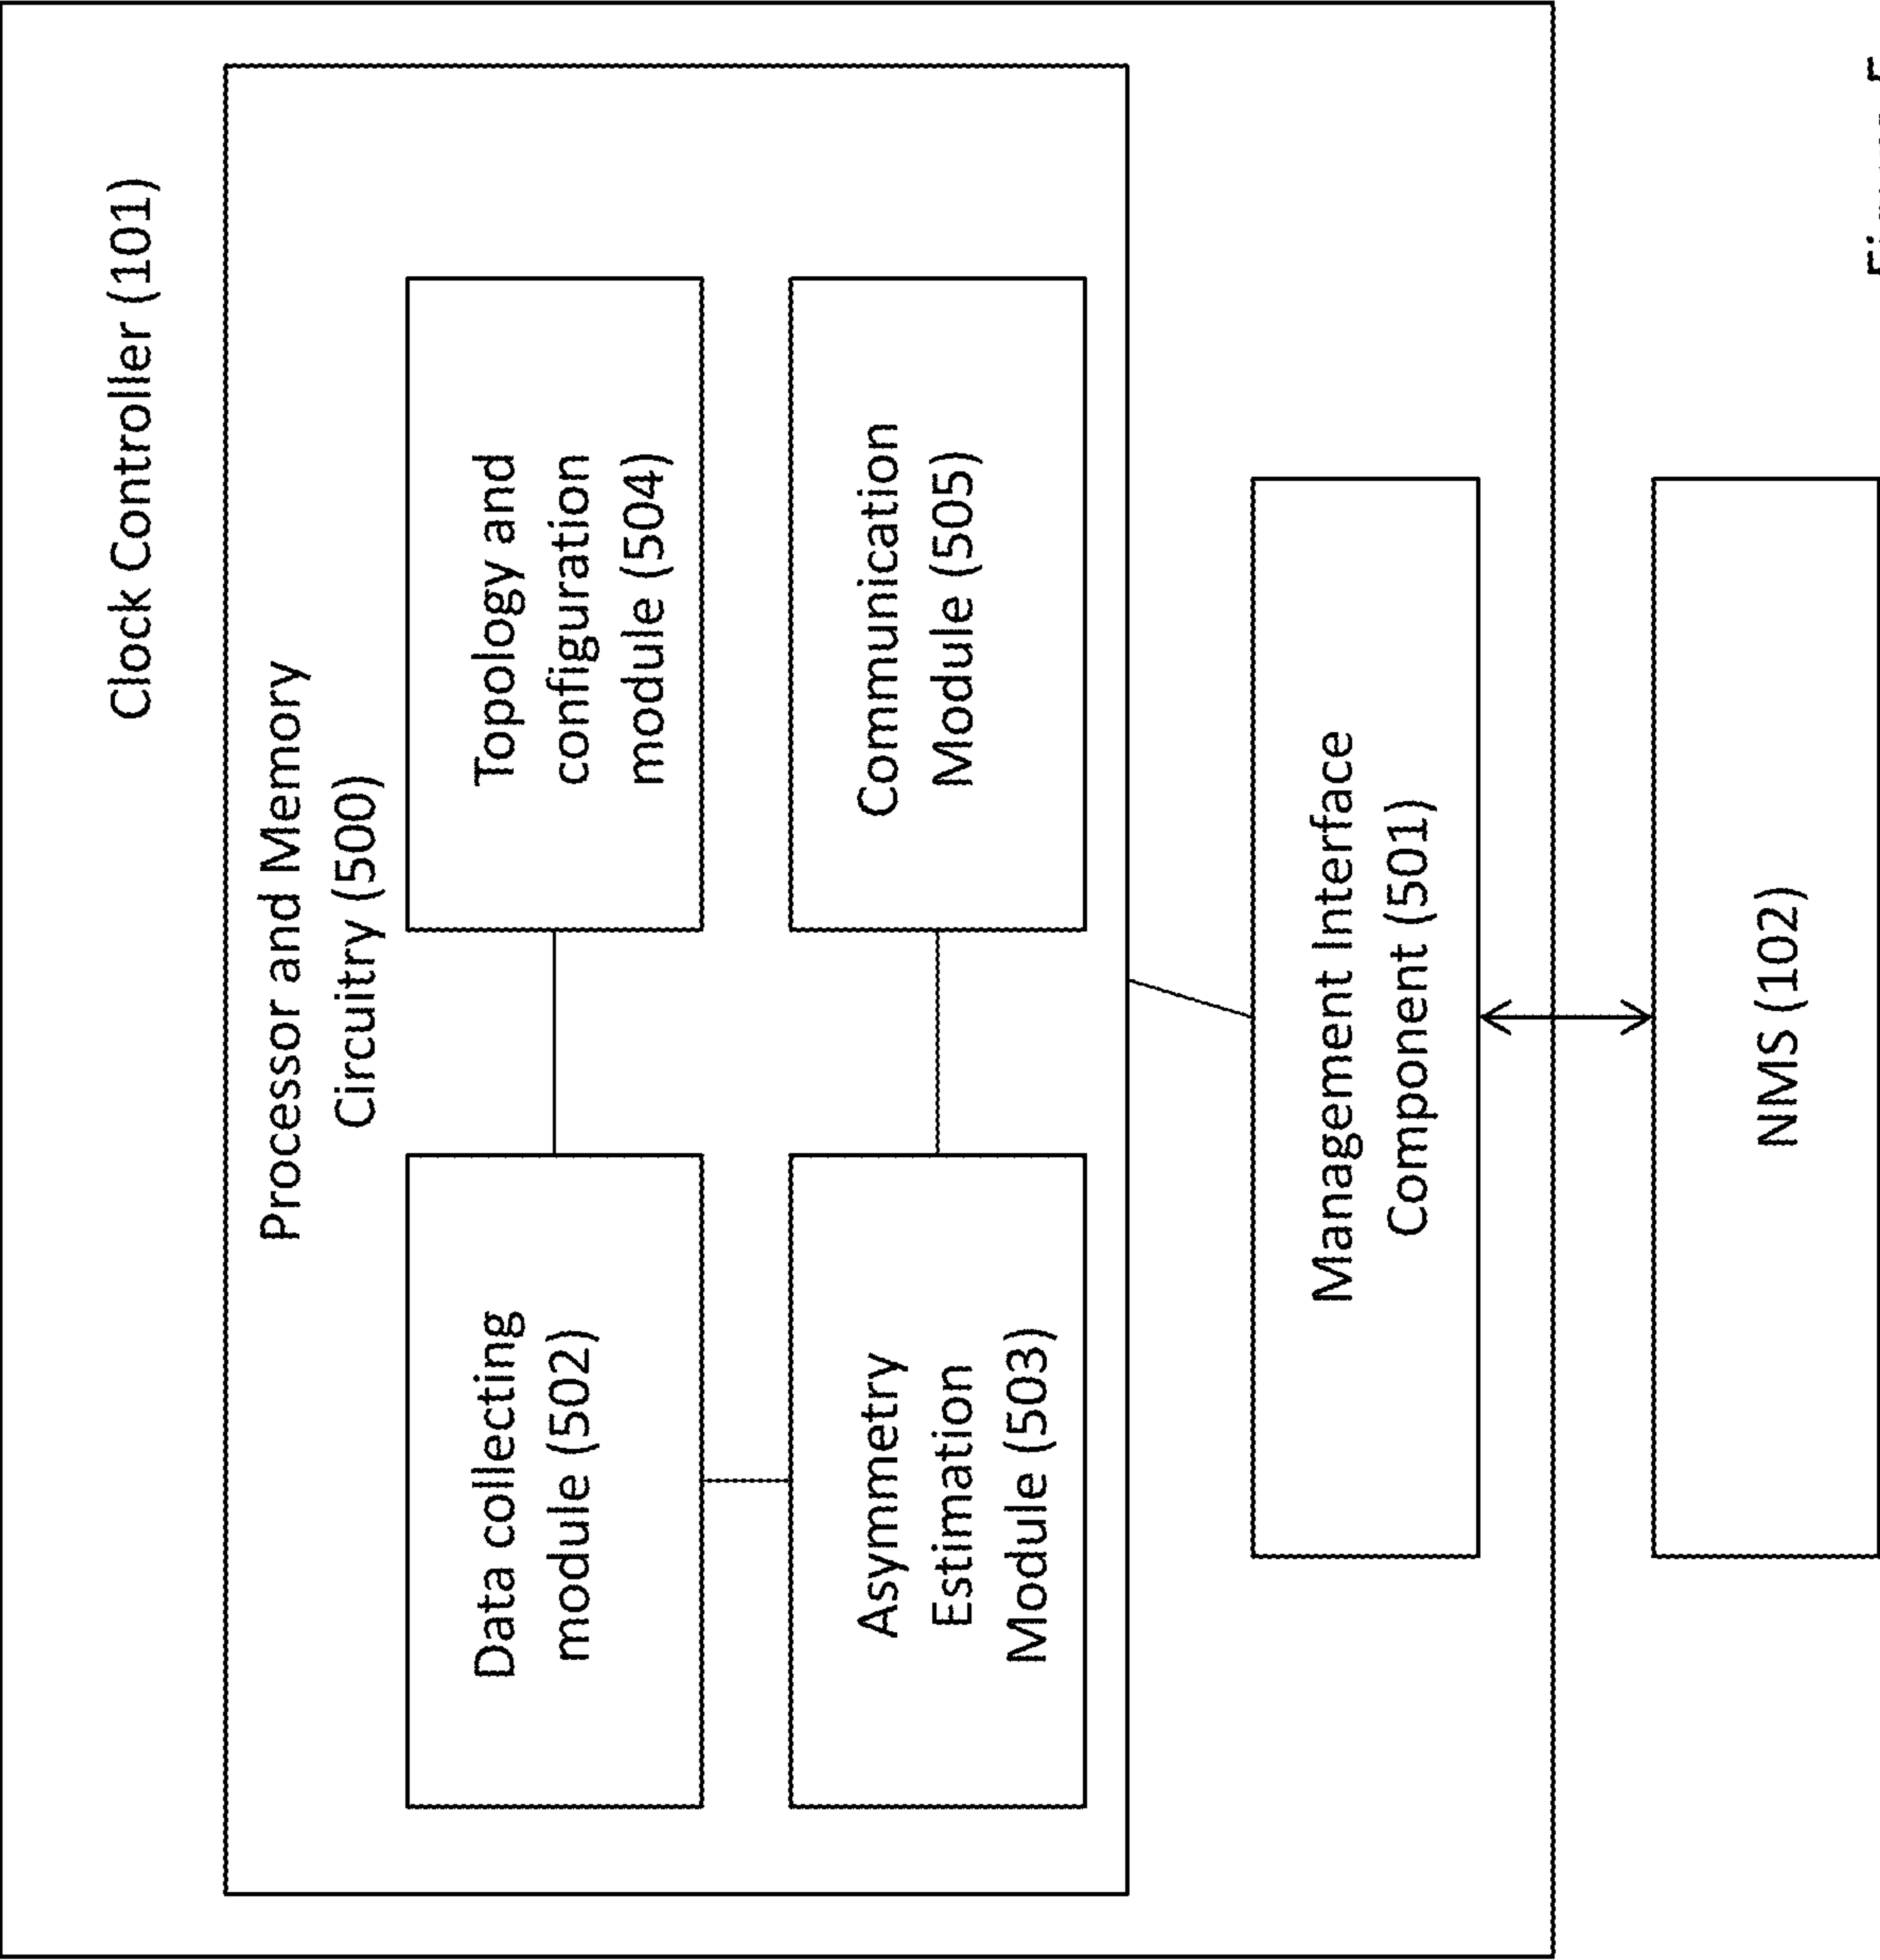 Clock Controller (101)
Processor and Memory
Circuitry (500)
Data collecting
module (502)
Topology and
configuration
module (504)
Asymmetry
Estimation
Module (503)
Communication
Module (505)
Management Interface
Component (501)
NMS (102)